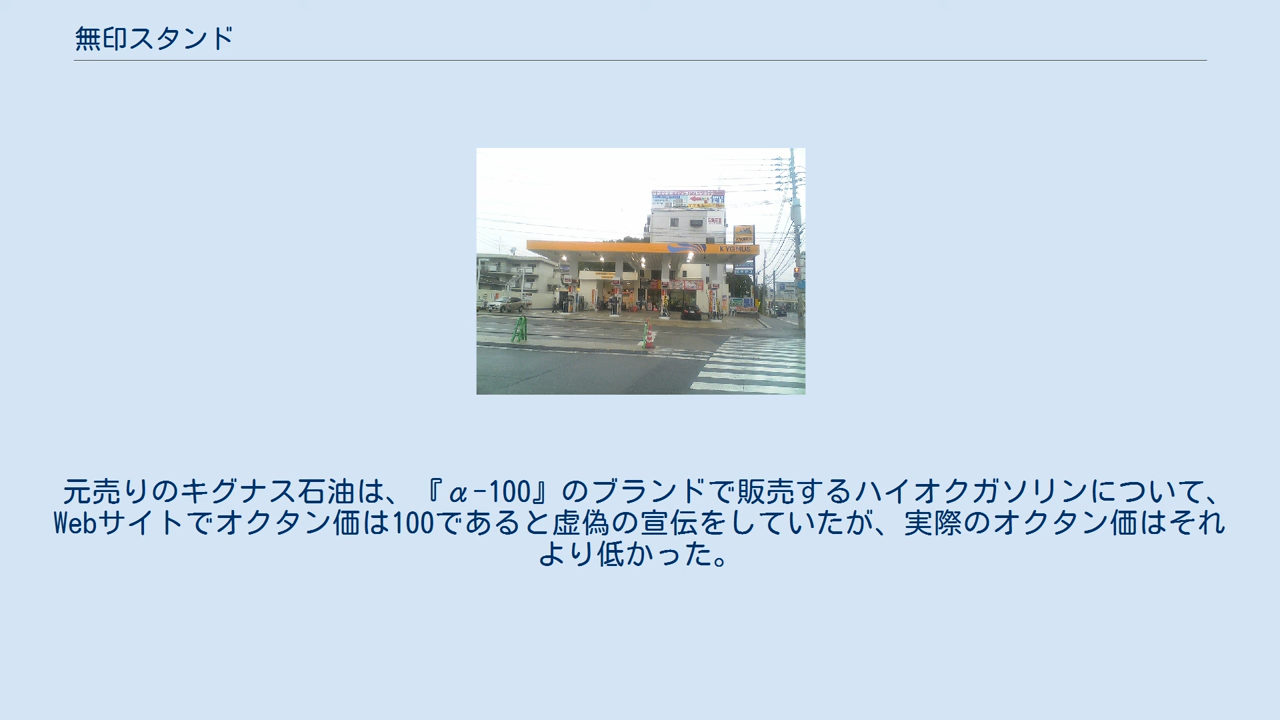 無印スタンド
KYGNUS
元売りのキグナス石油は、『α-100』のブランドで販売するハイオクガソリンについて、
Webサイトでオクタン価は100であると虚偽の宣伝をしていたが、実際のオクタン価はそれ
より低かった。